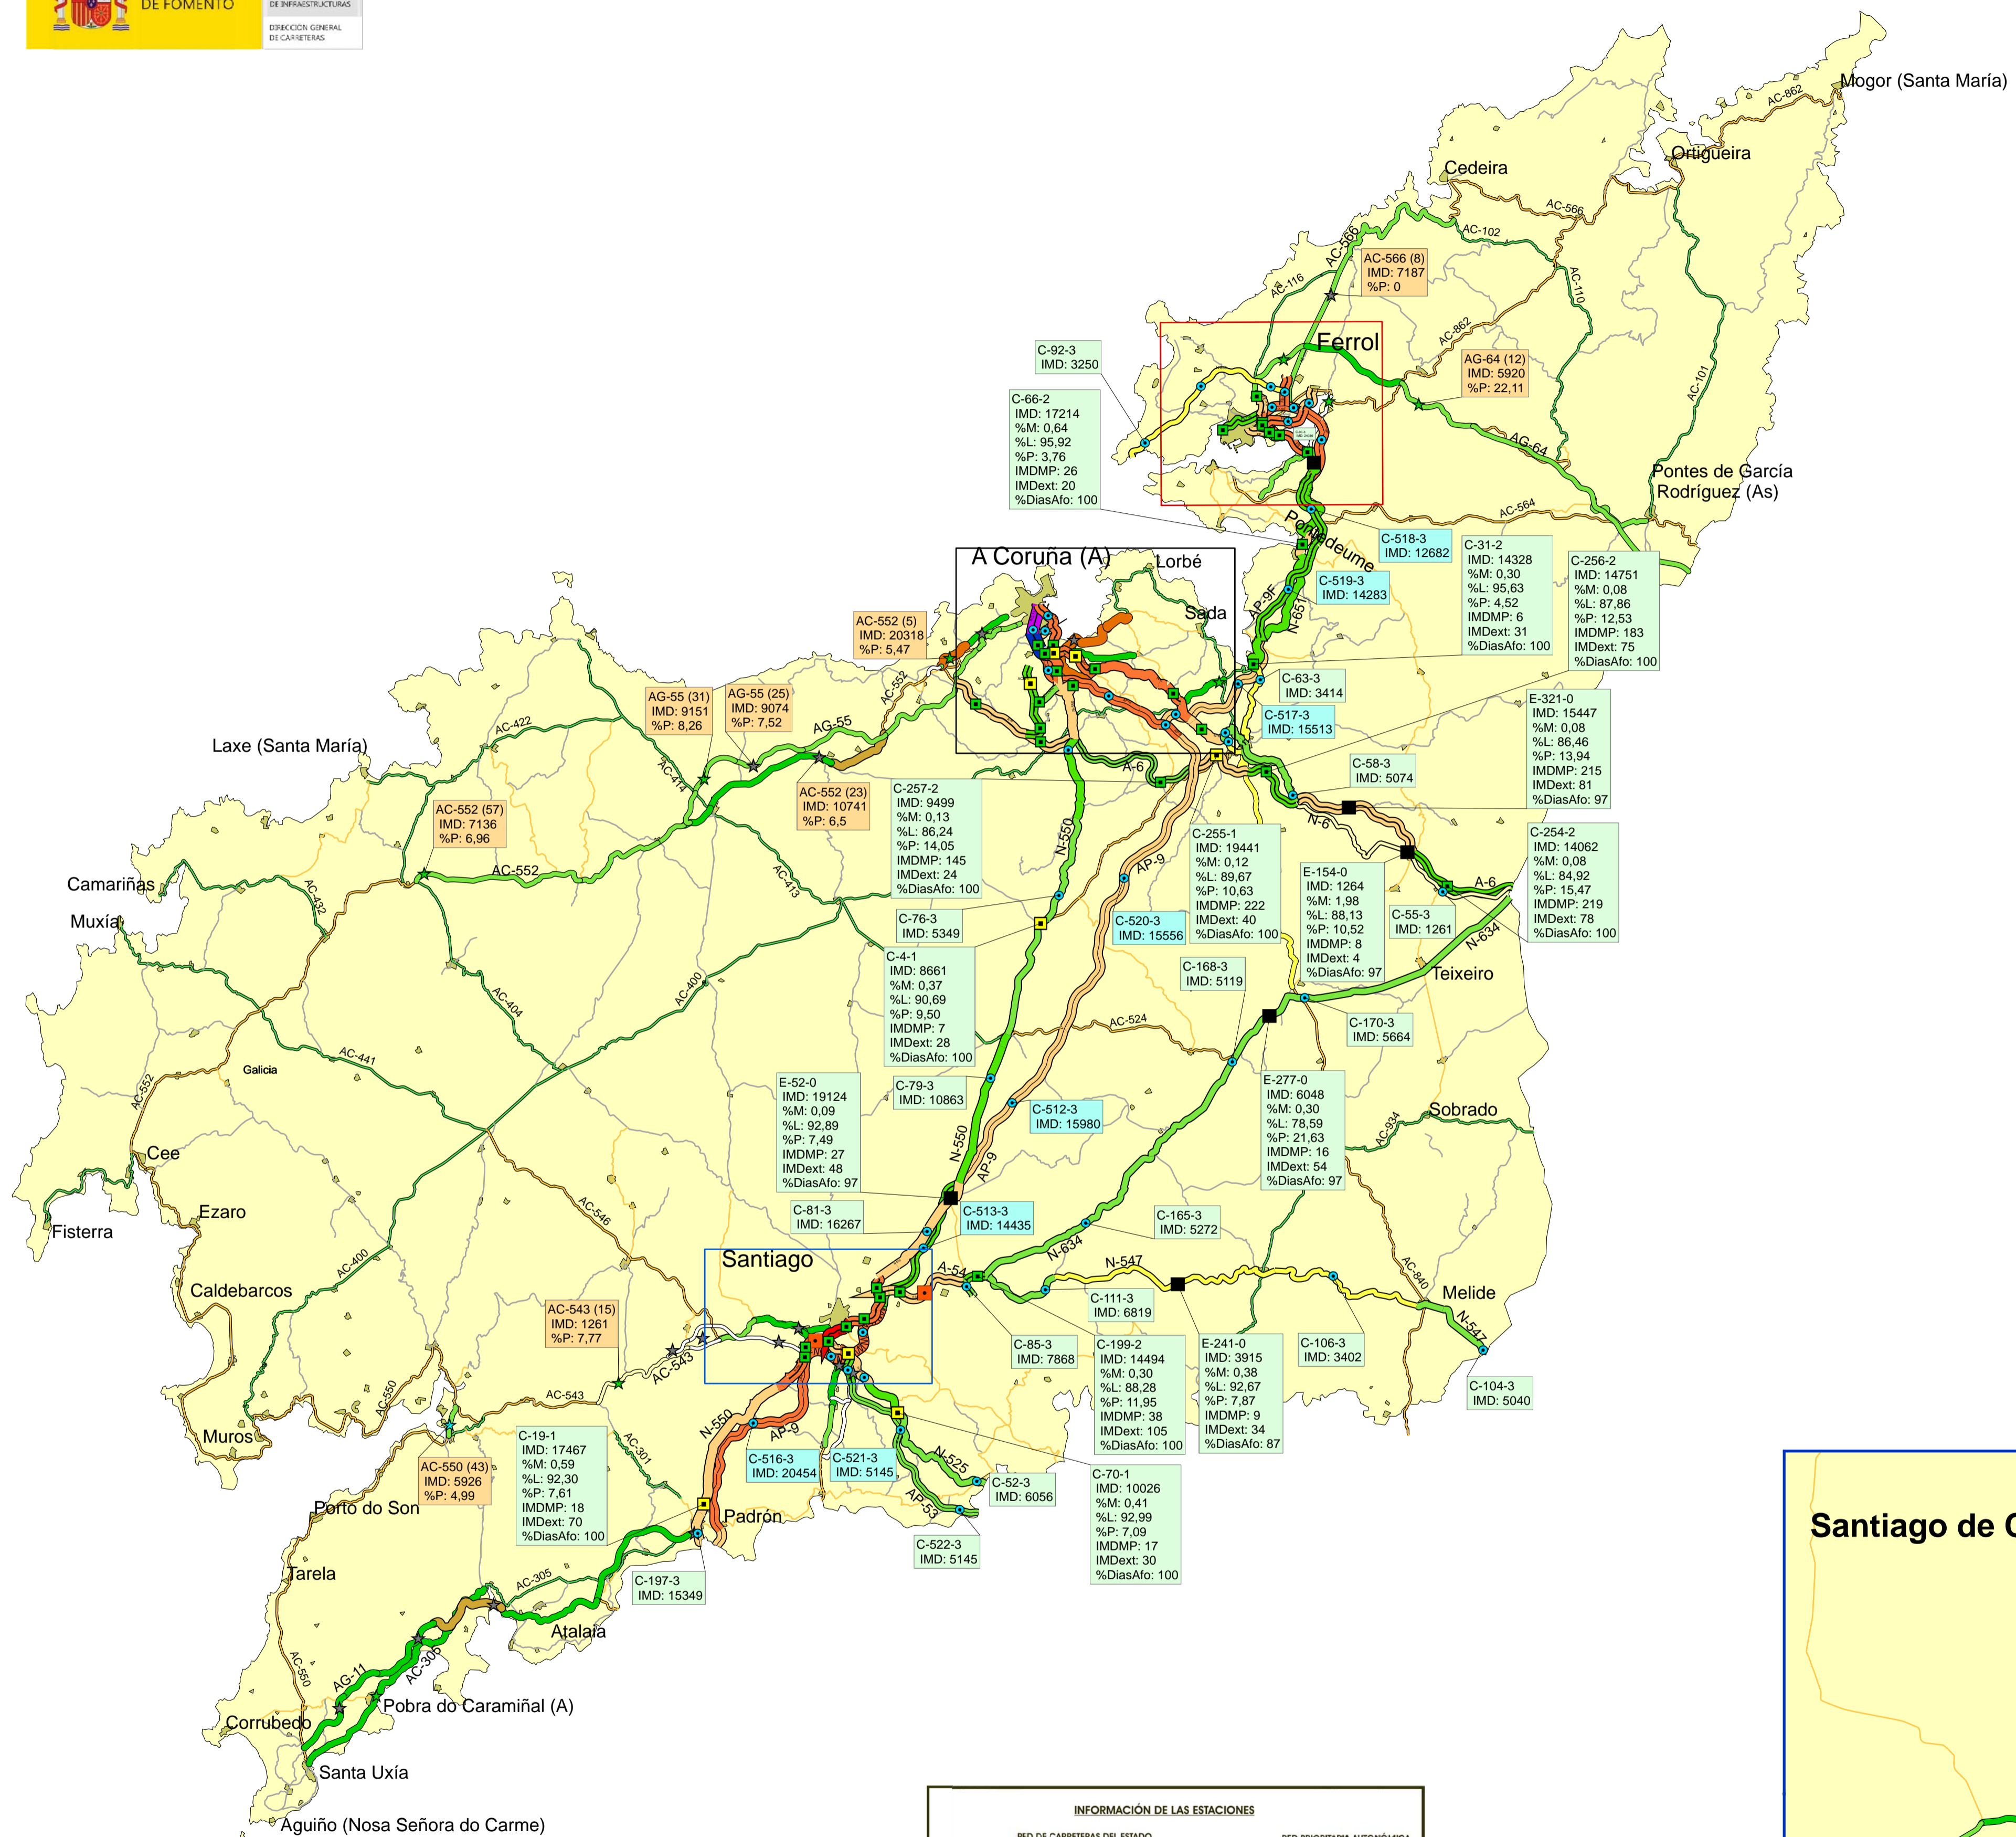 DE FOMENTO
DE INFRAESTRUCTURAS
DIRECCIÓN GENERAL
DE CARRETERAS
Mogor (Santa María)
AC-862
Ortigueira
Cedeira
AC-566
AC-102
AC-566
AC-566 (8)
IMD: 7187
%P: 0
AC-116
AC-110
AC-862
AC-101
Ferrol
C-92-3
IMD: 3250
AG-64 (12)
IMD: 5920
%P: 22,11
C-66-2
IMD: 17214
%M: 0,64
%L: 95,92
%P: 3,76
IMDMP: 26
IMDext: 20
%DiasAfo: 100
AG-64
Pontes de García
Rodríguez (As)
AC-564
Pontedeume
C-518-3
IMD: 12682
C-31-2
IMD: 14328
%M: 0,30
%L: 95,63
%P: 4,52
IMDMP: 6
IMDext: 31
%DiasAfo: 100
C-256-2
IMD: 14751
%M: 0,08
%L: 87,86
%P: 12,53
IMDMP: 183
IMDext: 75
%DiasAfo: 100
A Coruña (A)
Lorbé
C-519-3
IMD: 14283
Sada
AP-9F
N-651
AC-552 (5)
IMD: 20318
%P: 5,47
AC-552
C-63-3
IMD: 3414
AG-55 (31)
IMD: 9151
%P: 8,26
AG-55 (25)
IMD: 9074
%P: 7,52
E-321-0
IMD: 15447
%M: 0,08
%L: 86,46
%P: 13,94
IMDMP: 215
IMDext: 81
%DiasAfo: 97
C-517-3
IMD: 15513
AG-55
AC-422
Laxe (Santa María)
AC-414
A-6
C-58-3
IMD: 5074
AC-552 (57)
IMD: 7136
%P: 6,96
AC-552 (23)
IMD: 10741
%P: 6,5
C-257-2
IMD: 9499
%M: 0,13
%L: 86,24
%P: 14,05
IMDMP: 145
IMDext: 24
%DiasAfo: 100
N-6
N-550
C-255-1
IMD: 19441
%M: 0,12
%L: 89,67
%P: 10,63
IMDMP: 222
IMDext: 40
%DiasAfo: 100
C-254-2
IMD: 14062
%M: 0,08
%L: 84,92
%P: 15,47
IMDMP: 219
IMDext: 78
%DiasAfo: 100
AP-9
AC-552
E-154-0
IMD: 1264
%M: 1,98
%L: 88,13
%P: 10,52
IMDMP: 8
IMDext: 4
%DiasAfo: 97
A-6
Camariñas
AC-432
AC-413
C-76-3
IMD: 5349
C-520-3
IMD: 15556
C-55-3
IMD: 1261
Muxía
N-634
C-4-1
IMD: 8661
%M: 0,37
%L: 90,69
%P: 9,50
IMDMP: 7
IMDext: 28
%DiasAfo: 100
C-168-3
IMD: 5119
Teixeiro
AC-400
AC-404
AC-524
C-170-3
IMD: 5664
AC-441
Galicia
AC-552
E-52-0
IMD: 19124
%M: 0,09
%L: 92,89
%P: 7,49
IMDMP: 27
IMDext: 48
%DiasAfo: 97
C-79-3
IMD: 10863
E-277-0
IMD: 6048
%M: 0,30
%L: 78,59
%P: 21,63
IMDMP: 16
IMDext: 54
%DiasAfo: 97
C-512-3
IMD: 15980
Sobrado
AC-934
Cee
N-550
AP-9
Ezaro
Fisterra
AC-546
C-81-3
IMD: 16267
C-513-3
IMD: 14435
C-165-3
IMD: 5272
AC-400
Santiago
N-634
A-54
N-547
AC-840
Caldebarcos
Melide
AC-543 (15)
IMD: 1261
%P: 7,77
C-111-3
IMD: 6819
N-547
C-85-3
IMD: 7868
C-199-2
IMD: 14494
%M: 0,30
%L: 88,28
%P: 11,95
IMDMP: 38
IMDext: 105
%DiasAfo: 100
E-241-0
IMD: 3915
%M: 0,38
%L: 92,67
%P: 7,87
IMDMP: 9
IMDext: 34
%DiasAfo: 87
C-106-3
IMD: 3402
AC-543
C-104-3
IMD: 5040
AC-543
AC-550
Muros
N-550
AP-9
AC-301
C-19-1
IMD: 17467
%M: 0,59
%L: 92,30
%P: 7,61
IMDMP: 18
IMDext: 70
%DiasAfo: 100
AC-550 (43)
IMD: 5926
%P: 4,99
C-516-3
IMD: 20454
C-521-3
IMD: 5145
N-525
C-52-3
IMD: 6056
C-70-1
IMD: 10026
%M: 0,41
%L: 92,99
%P: 7,09
IMDMP: 17
IMDext: 30
%DiasAfo: 100
AP-53
Porto do Son
Padrón
Santiago de C
C-522-3
IMD: 5145
Tarela
AC-305
C-197-3
IMD: 15349
Atalaia
AC-550
AG-11
AC-305
Pobra do Caramiñal (A)
Corrubedo
Santa Uxía
Aguiño (Nosa Señora do Carme)
INFORMACIÓN DE LAS ESTACIONES
RED DE CARRETERAS DEL ESTADO
RED PRIORITARIA AUTONÓMICA